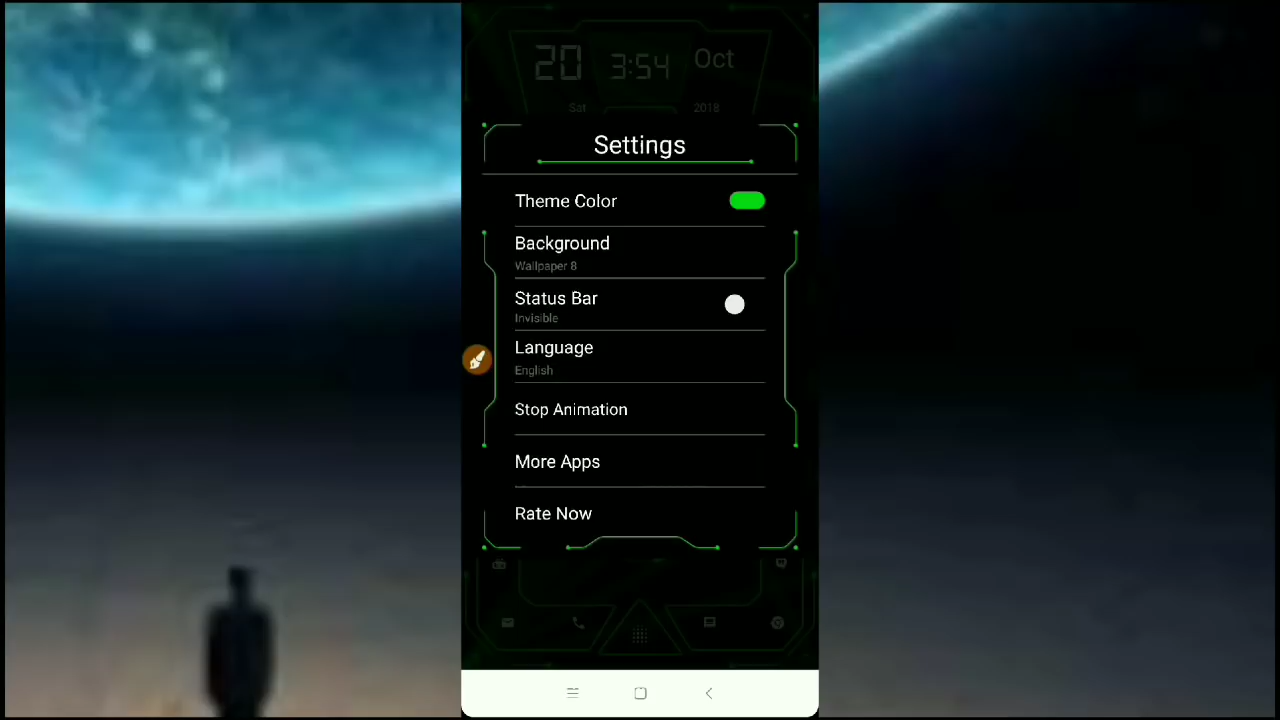 20 3:54 Oct
Sat 2018
Settings
Theme Color
Background
Wallpaper 8
Status Bar
Invisible
Language
English
Stop Animation
More Apps
Rate Now